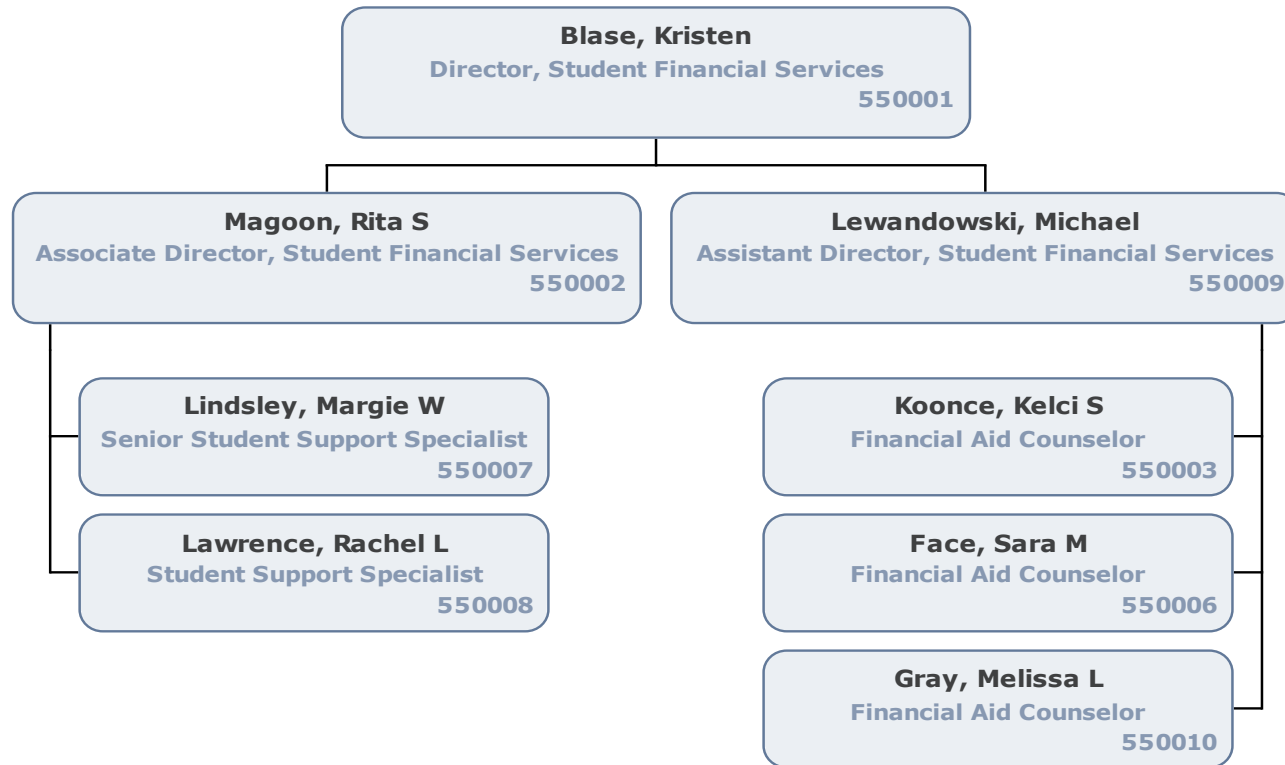 Blase, Kristen
Director, Student Financial Services
550001
Magoon, Rita S
Associate Director, Student Financial Services
550002
Lewandowski, Michael
Assistant Director, Student Financial Services
550009
Lindsley, Margie W
Senior Student Support Specialist
550007
Lawrence, Rachel L
Student Support Specialist
550008
Koonce, Kelci S
Financial Aid Counselor
550003
Face, Sara M
Financial Aid Counselor
550006
Gray, Melissa L
Financial Aid Counselor
550010